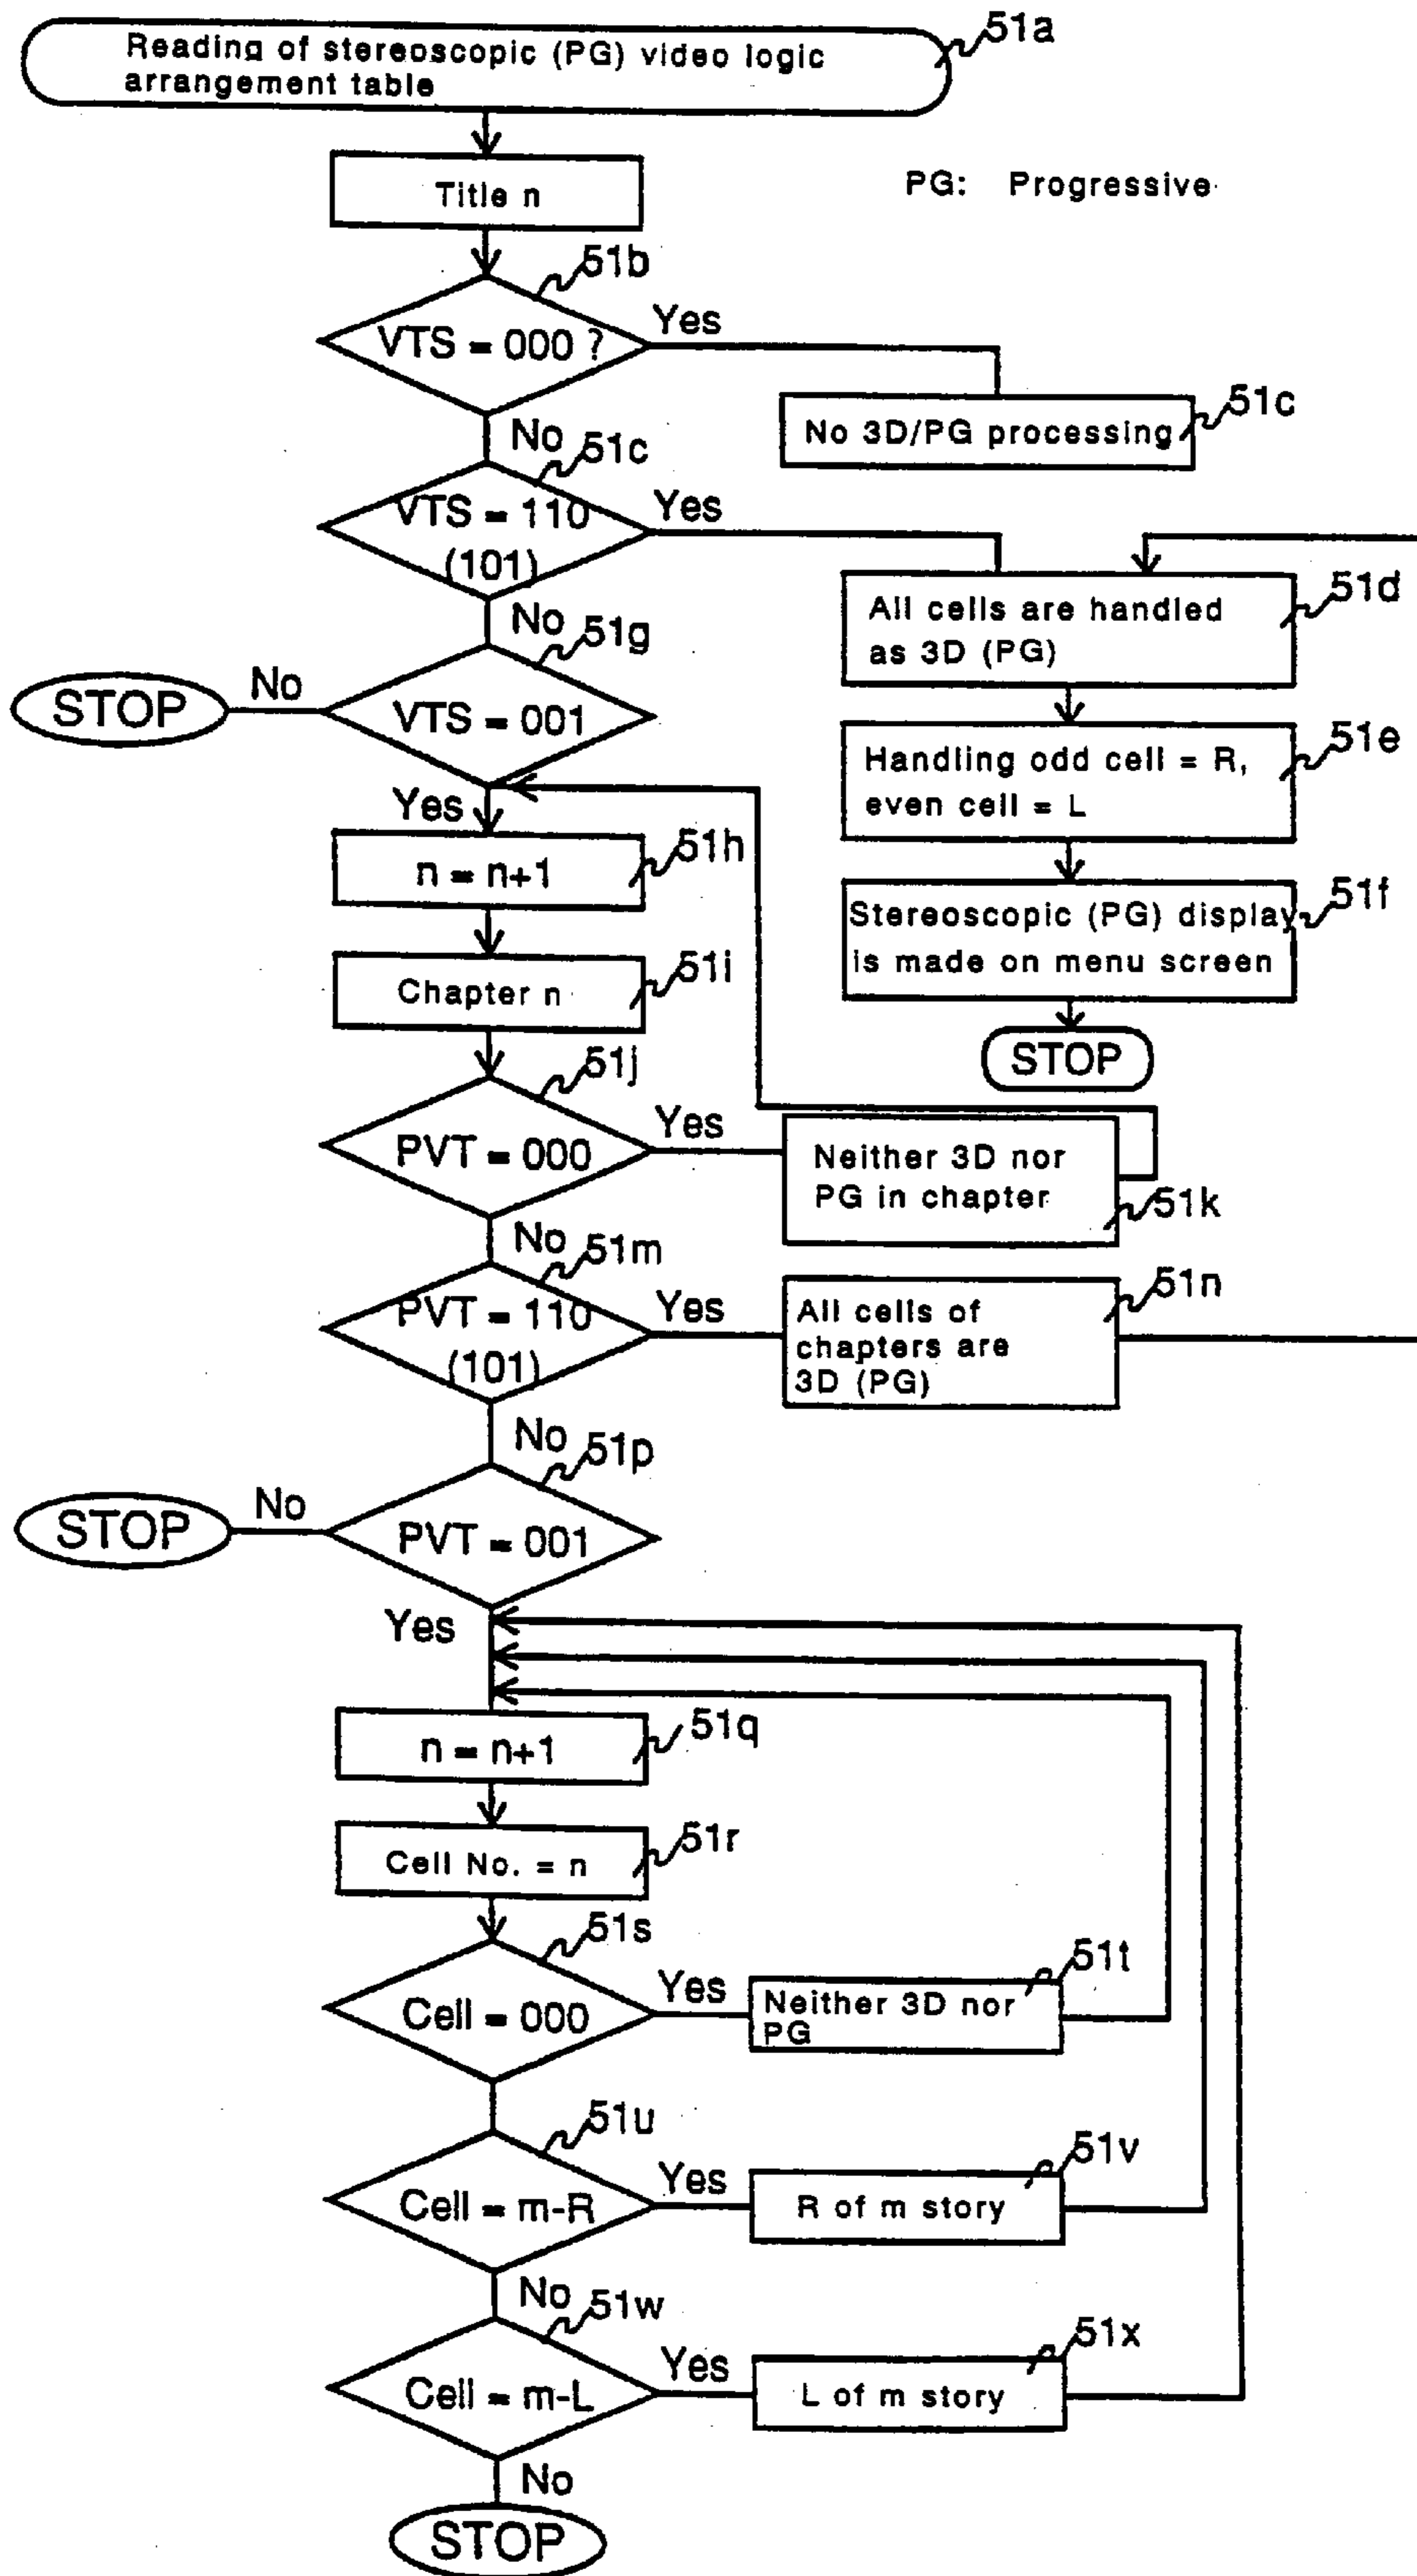 51a
Reading of stereoscopic (PG) video logic
arrangement table
Title n
PG: Progressive
51b
VTS = 000 ?
Yes
51c
No 3D/PG processing
No
51c
VTS = 110
(101)
Yes
51d
All cells are handled
as 3D (PG)
No
51g
STOP
No
VTS = 001
51e
Handling odd cell = R,
even cell = L
Yes
51h
n = n+1
51f
Stereoscopic (PG) display
is made on menu screen
51i
Chapter n
STOP
51j
PVT = 000
Yes
Neither 3D nor
PG in chapter
51k
No
51m
PVT = 110
(101)
Yes
51n
All cells of
chapters are
3D (PG)
No
51p
STOP
No
PVT = 001
Yes
51q
n = n+1
51r
Cell No. = n
51s
Cell = 000
Yes
51t
Neither 3D nor
PG
51u
Cell = m-R
Yes
51v
R of m story
No
51w
Cell = m-L
Yes
51x
L of m story
No
STOP